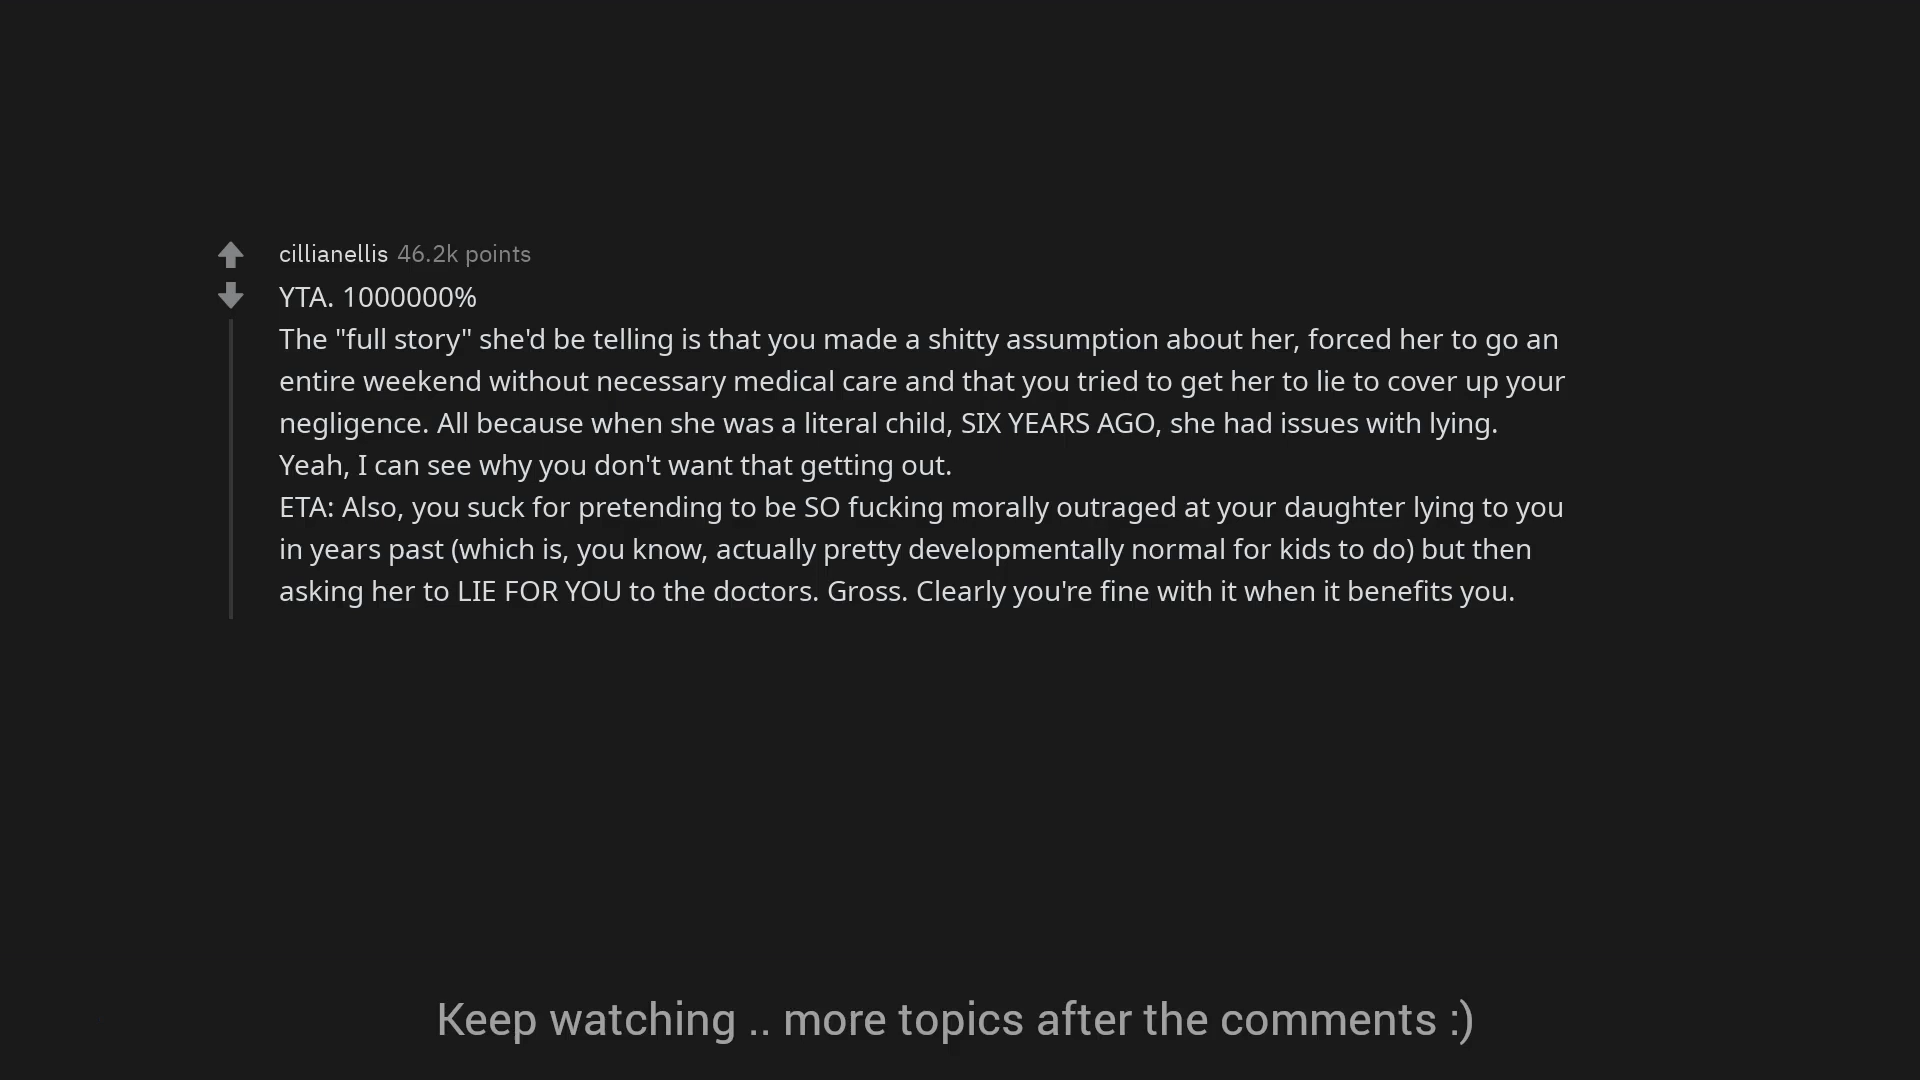 cillianellis 46.2k points
YTA. 1000000%
The "full story" she'd be telling is that you made a shitty assumption about her, forced her to go an
entire weekend without necessary medical care and that you tried to get her to lie to cover up your
negligence. All because when she was a literal child, SIX YEARS AGO, she had issues with lying.
Yeah, I can see why you don't want that getting out.
ETA: Also, you suck for pretending to be SO fucking morally outraged at your daughter lying to you
in years past (which is, you know, actually pretty developmentally normal for kids to do) but then
asking her to LIE FOR YOU to the doctors. Gross. Clearly you're fine with it when it benefits you.
Keep watching .. more topics after the comments :)